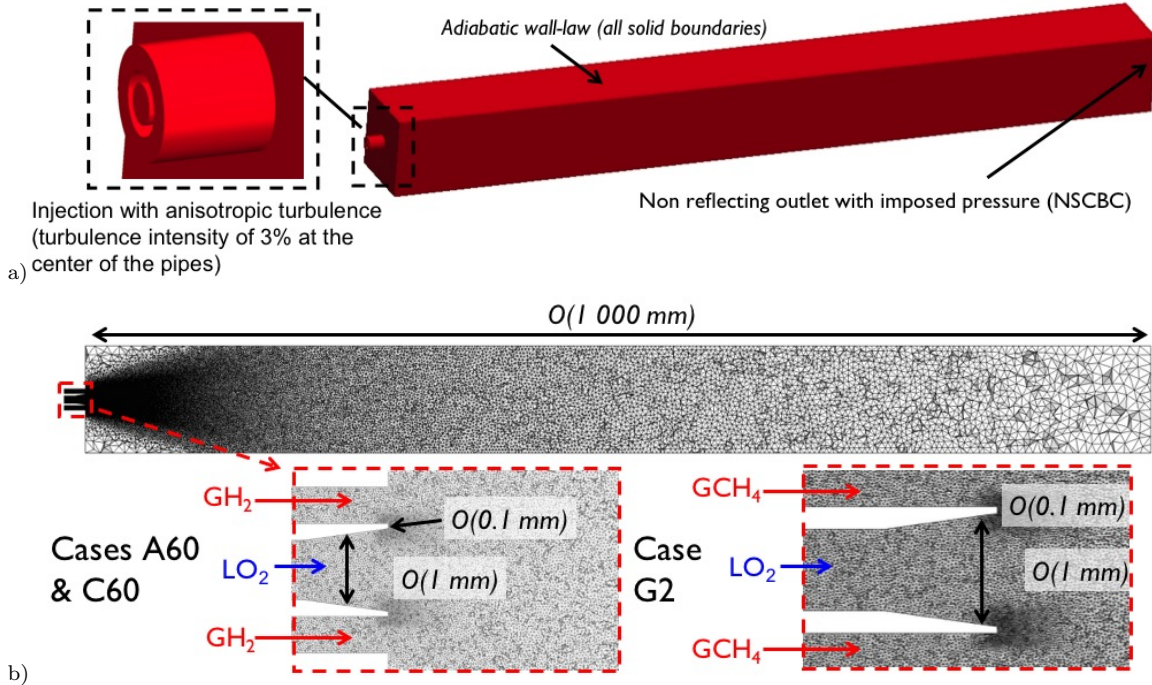 Adiabatic wall-law (all solid boundaries)
Non reflecting outlet with imposed pressure (NSCBC)
Injection with anisotropic turbulence
(turbulence intensity of 3% at the
center of the pipes)
a)
O(1 000 mm)
GH₂
O(0.1 mm)
Cases A60
& C60
LO₂
O(1 mm)
GH₂
GCH₄
O(0.1 mm)
Case
G2
LO₂
O(1 mm)
GCH₄
b)